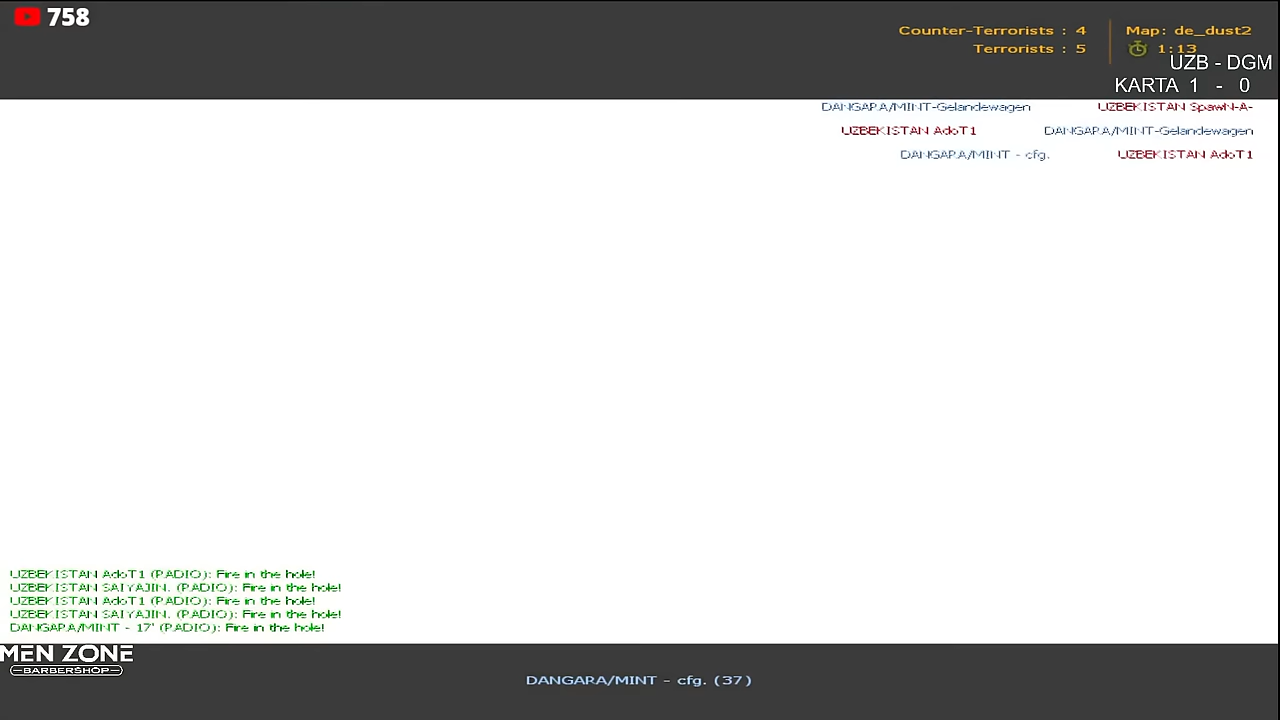 758
Counter-Terrorists : 4
Terrorists : 5
Map: de_dust2
1:13
UZB - DGM
KARTA 1 - 0
DANGARA/MINT-Gelandewagen UZBEKISTAN SpawN-A-
UZBEKISTAN AdoT1 DANGARA/MINT-Gelandewagen
DANGARA/MINT - cfg. UZBEKISTAN AdoT1
UZBEKISTAN AdoT1 (RADIO): Fire in the hole!
UZBEKISTAN SAIYAJIN. (RADIO): Fire in the hole!
UZBEKISTAN AdoT1 (RADIO): Fire in the hole!
UZBEKISTAN SAIYAJIN. (RADIO): Fire in the hole!
DANGARA/MINT - 17' (RADIO): Fire in the hole!
MEN ZONE
BARBERSHOP
DANGARA/MINT - cfg. (37)